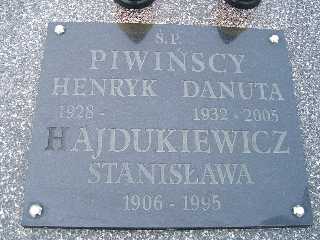 Ś.P.
PIWIŃSCY
HENRYK DANUTA
1928 - 1932 - 2005
HAJDUKIEWICZ
STANISŁAWA
1906 - 1995